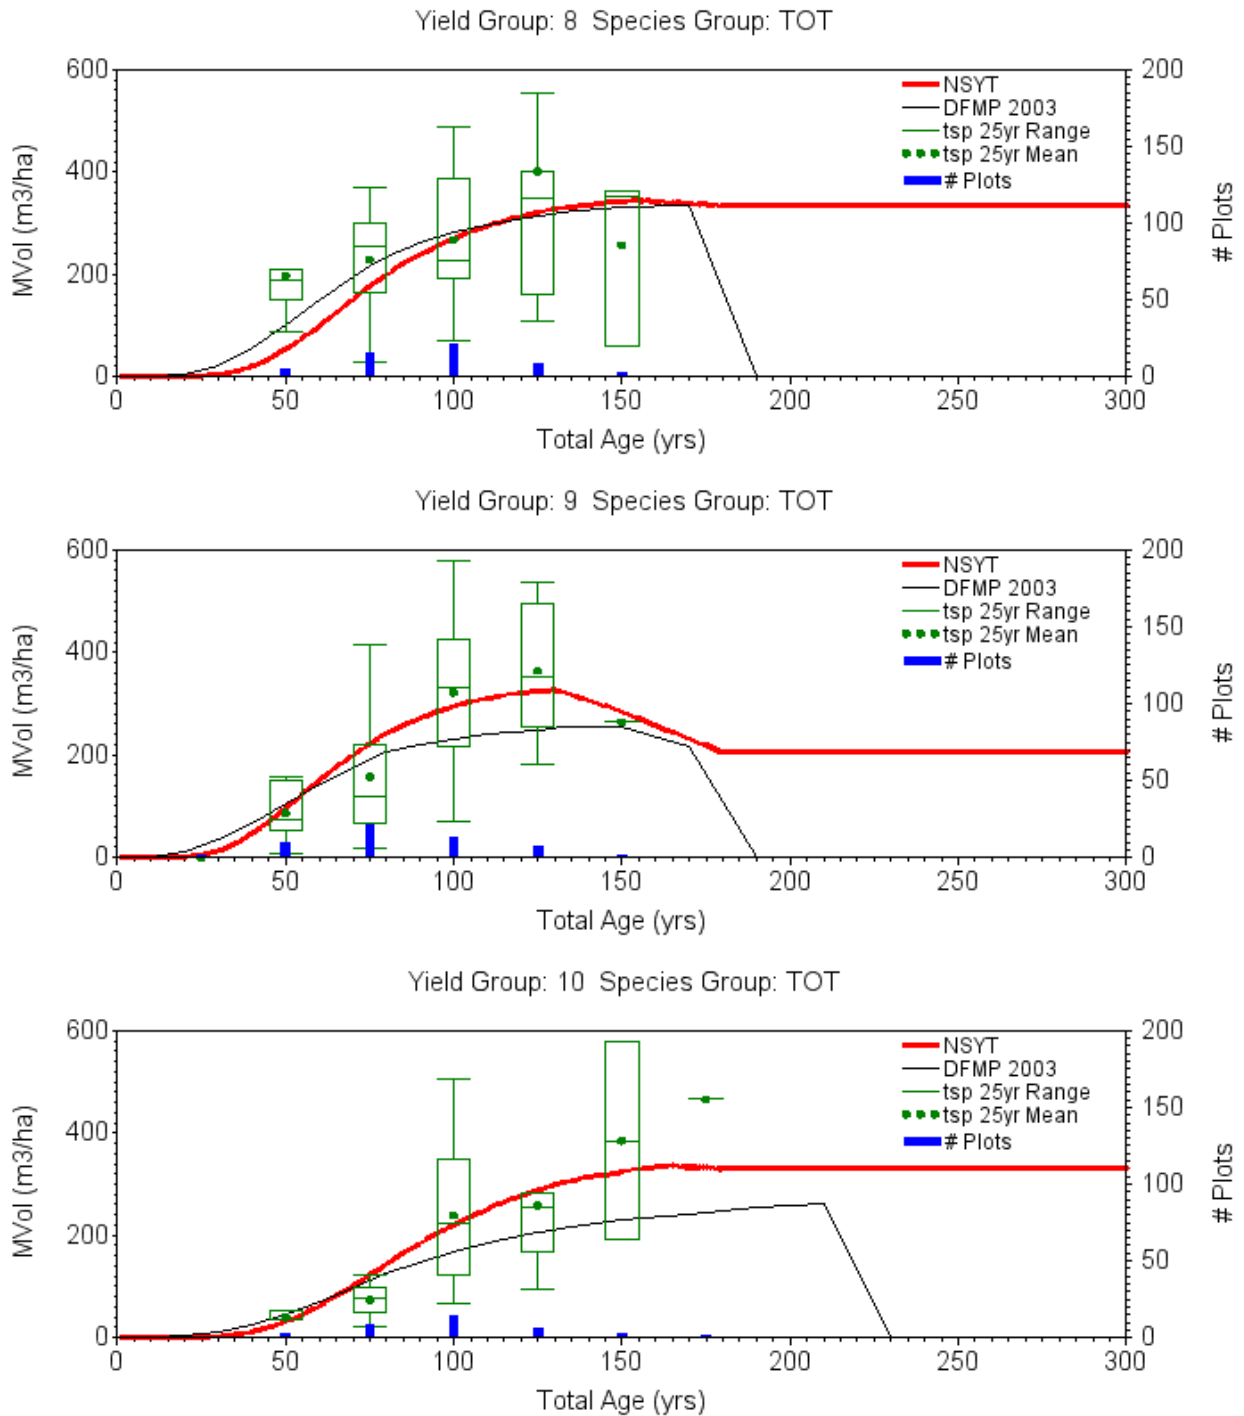 Yield Group: 8 Species Group: TOT
600
400
200
0
MVol (m3/ha)
NSYT
DFMP 2003
tsp 25yr Range
tsp 25yr Mean
# Plots
200
150
100
50
0
# Plots
0 50 100 150 200 250 300
Total Age (yrs)
Yield Group: 9 Species Group: TOT
600
400
200
0
MVol (m3/ha)
NSYT
DFMP 2003
tsp 25yr Range
tsp 25yr Mean
# Plots
200
150
100
50
0
# Plots
0 50 100 150 200 250 300
Total Age (yrs)
Yield Group: 10 Species Group: TOT
600
400
200
0
MVol (m3/ha)
NSYT
DFMP 2003
tsp 25yr Range
tsp 25yr Mean
# Plots
200
150
100
50
0
# Plots
0 50 100 150 200 250 300
Total Age (yrs)